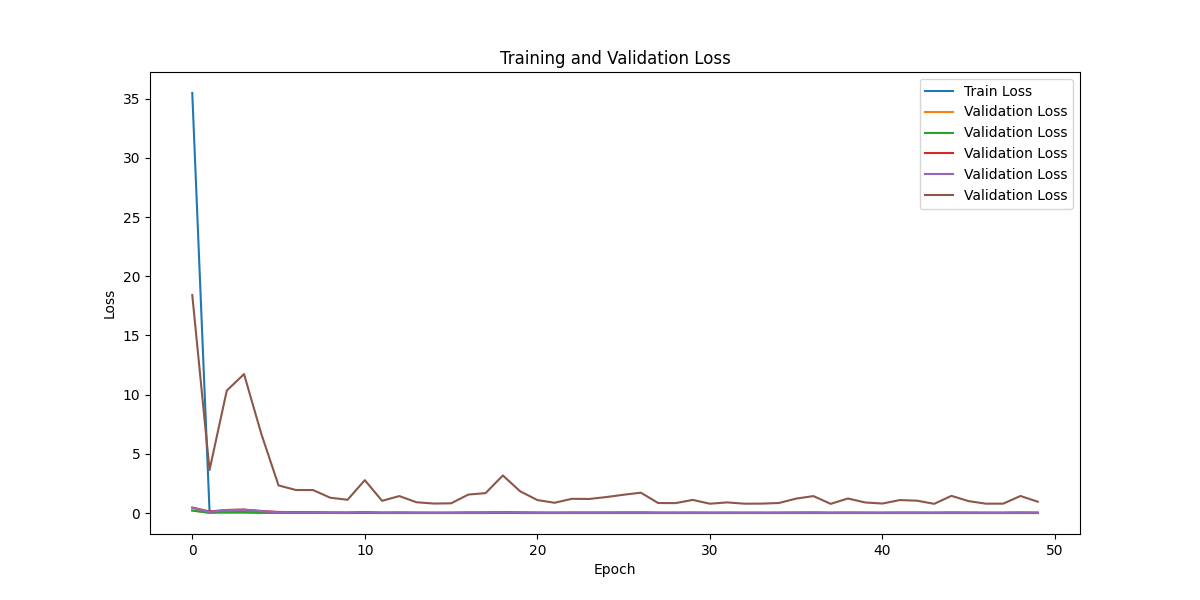 Training and Validation Loss
Train Loss
Validation Loss
Validation Loss
Validation Loss
Validation Loss
Validation Loss
35
30
25
20
15
10
5
0
Loss
0 10 20 30 40 50
Epoch